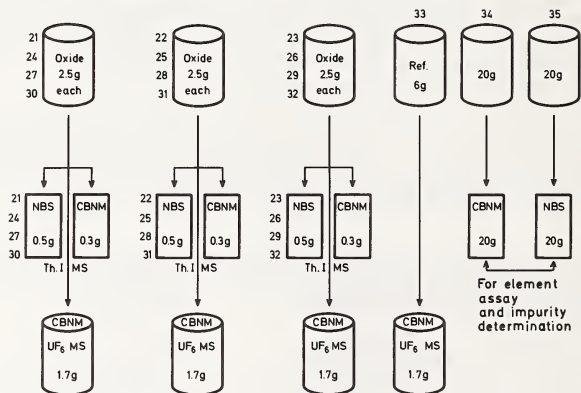 33 34 35
21 22 23
24 Oxide 25 Oxide 26 Oxide Ref. 20g 20g
27 2.5g 28 2.5g 29 2.5g 6g
30 each 31 each 32 each
21 NBS CBNM 22 NBS CBNM 23 NBS CBNM CBNM NBS
24 25 26
27 0.5g 0.3g 28 0.5g 0.3g 29 0.5g 0.3g 20g 20g
30 31 32
Th. I MS Th. I MS Th. I MS
For element
assay
and impurity
determination
CBNM CBNM CBNM CBNM
UF6 MS UF6 MS UF6 MS UF6 MS
1.7g 1.7g 1.7g 1.7g